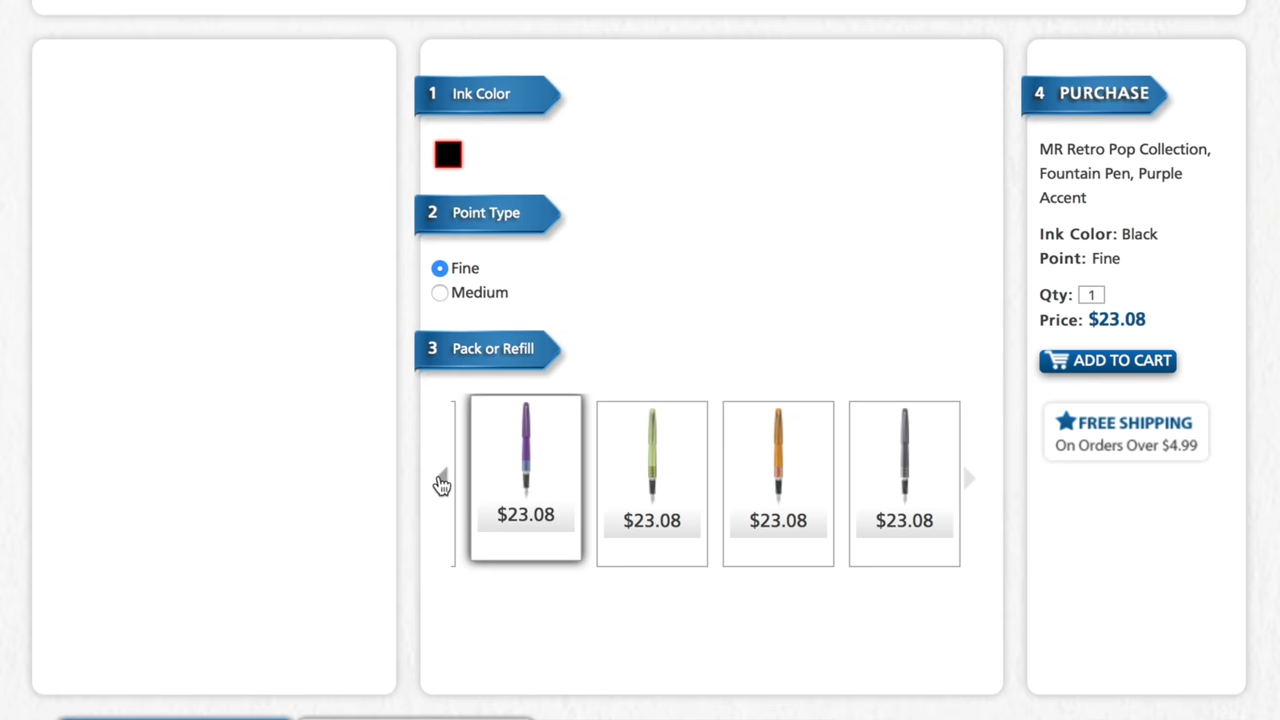 1 Ink Color
2 Point Type
Fine
Medium
3 Pack or Refill
$23.08
$23.08
$23.08
$23.08
4 PURCHASE
MR Retro Pop Collection,
Fountain Pen, Purple
Accent
Ink Color: Black
Point: Fine
Qty: 1
Price: $23.08
ADD TO CART
FREE SHIPPING
On Orders Over $4.99